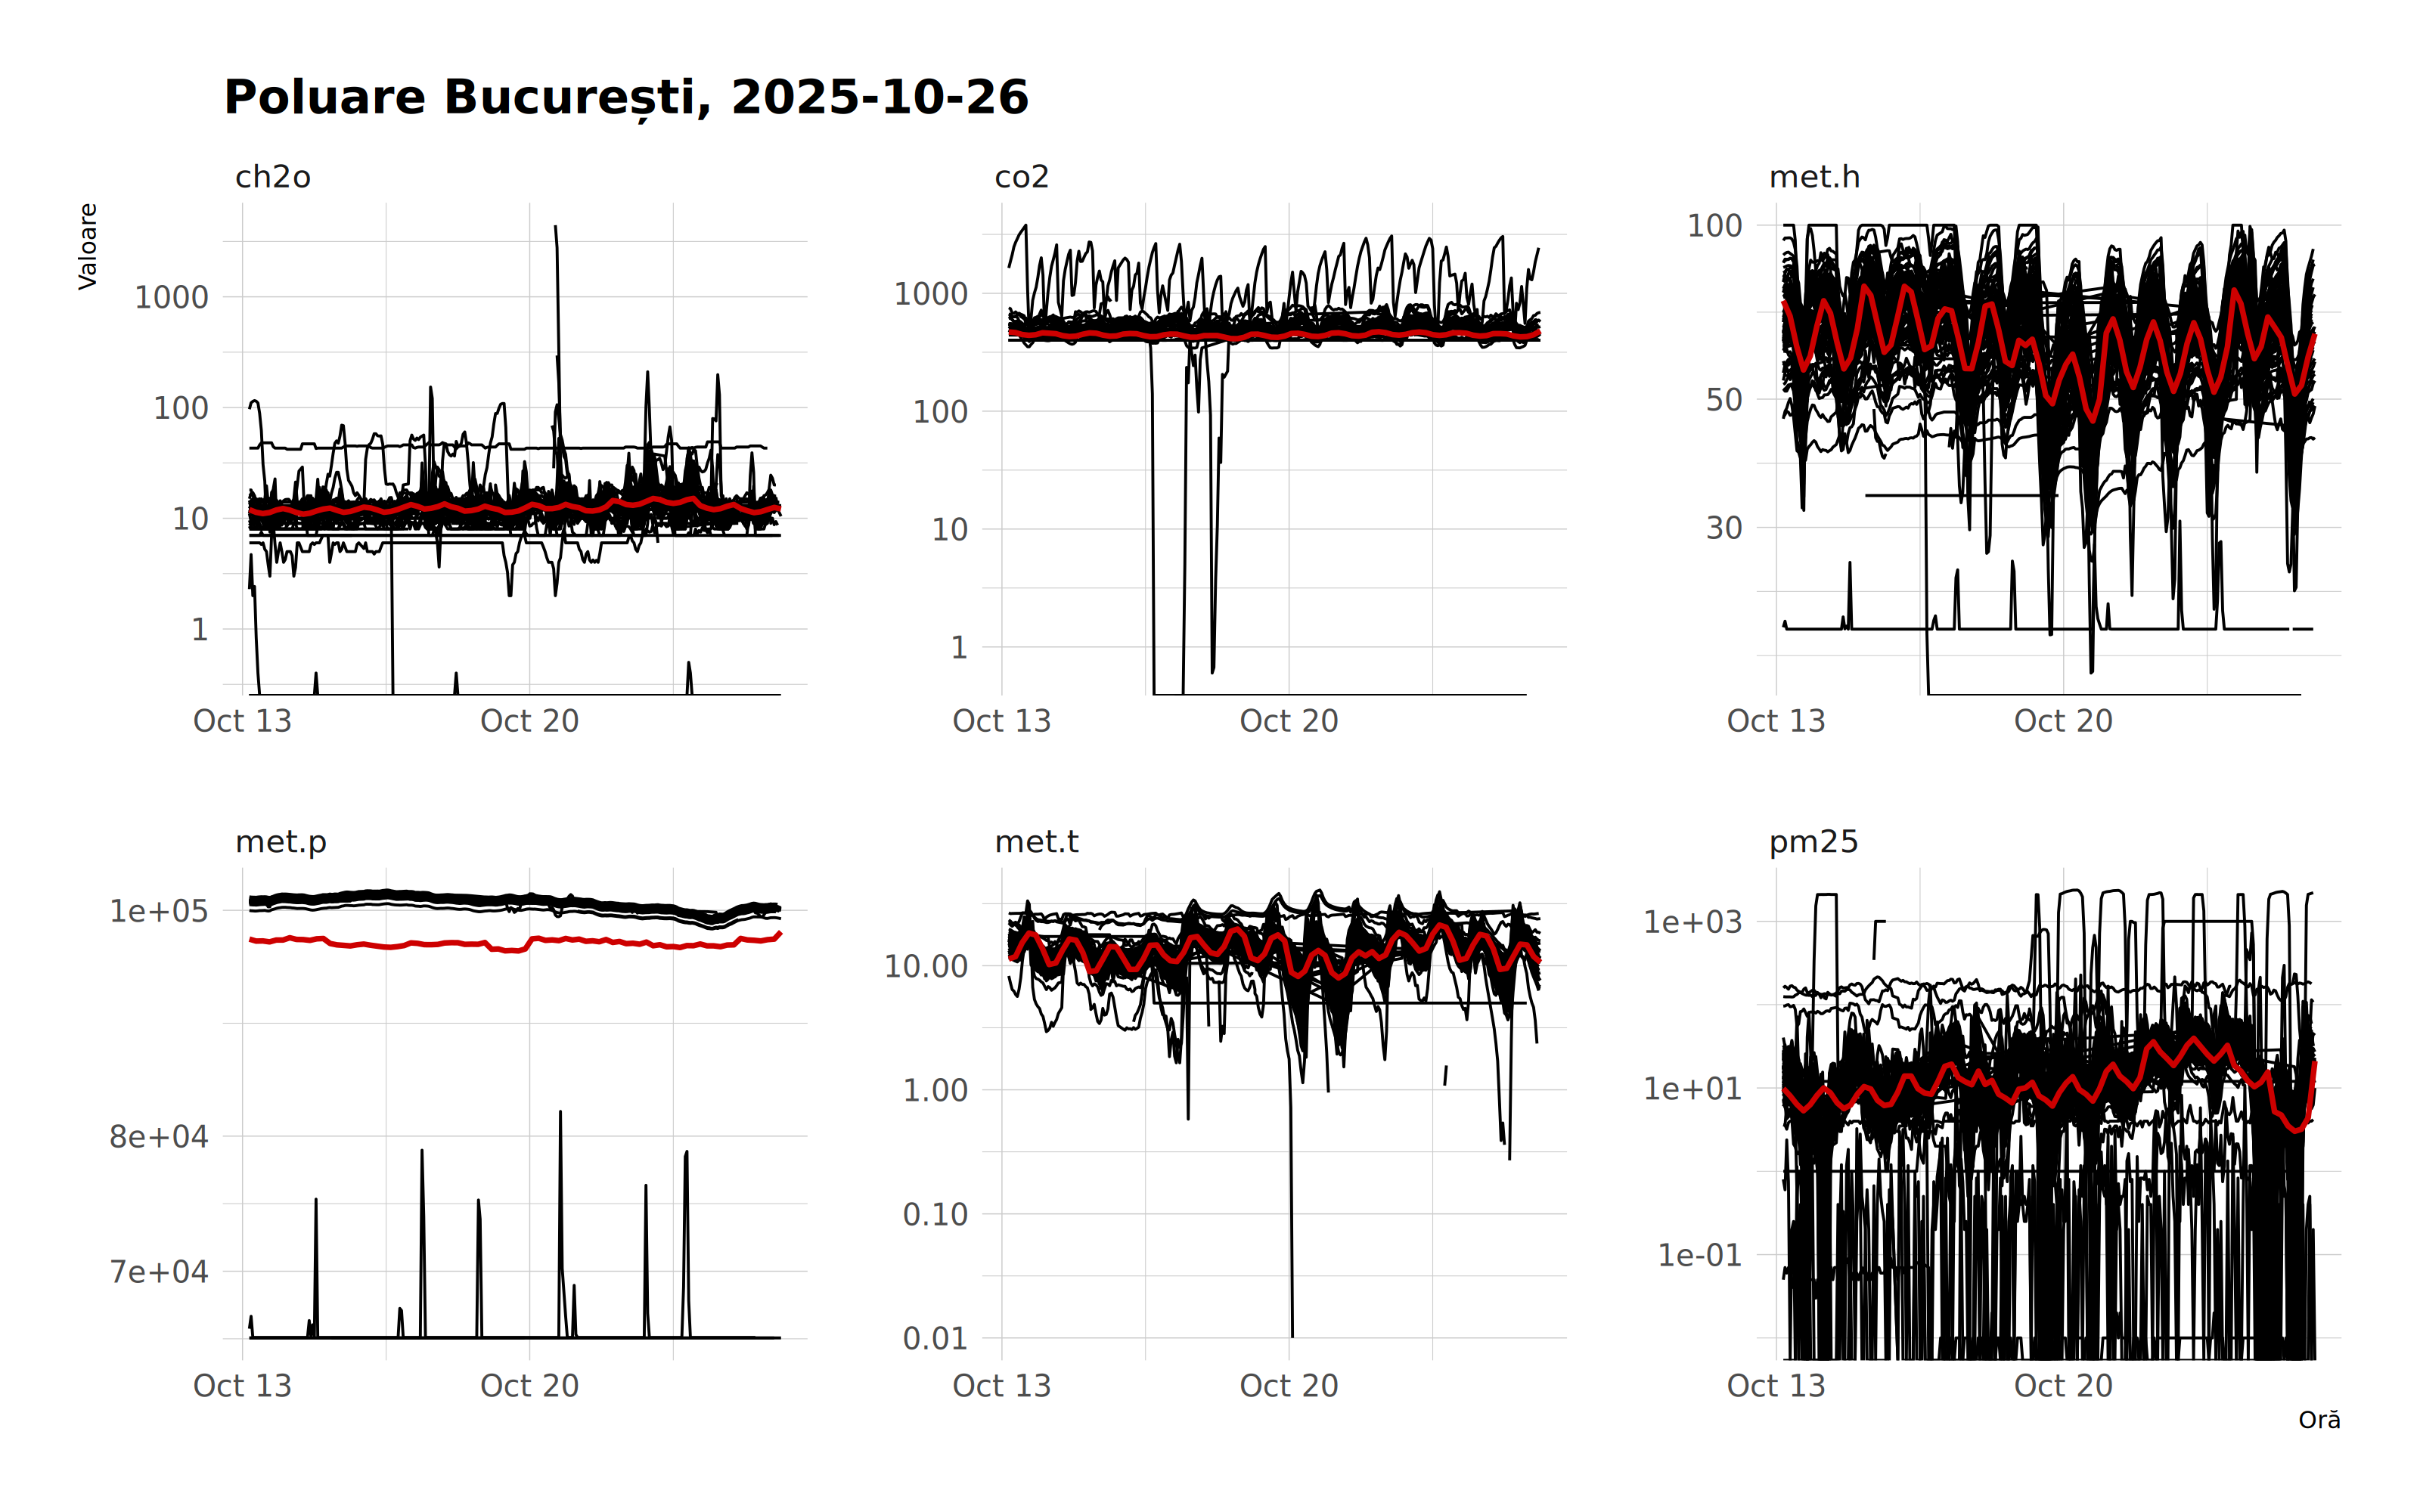 Poluare București, 2025-10-26
Valoare
ch2o
1000
100
10
1
Oct 13
Oct 20
co2
1000
100
10
1
Oct 13
Oct 20
met.h
100
50
30
Oct 13
Oct 20
met.p
1e+05
8e+04
7e+04
Oct 13
Oct 20
met.t
10.00
1.00
0.10
0.01
Oct 13
Oct 20
pm25
1e+03
1e+01
1e-01
Oct 13
Oct 20
Oră